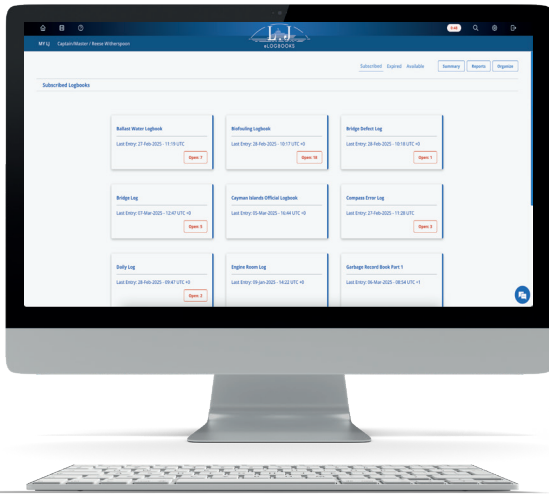 LJ
eLOGBOOKS
MY LJ Captain/Master / Reese Witherspoon
Subscribed Expired Available Summary Reports Organize
Subscribed Logbooks
Ballast Water Logbook
Last Entry: 27-Feb-2025 - 11:19 UTC
Open: 7
Biofouling Logbook
Last Entry: 28-Feb-2025 - 10:17 UTC +0
Open: 10
Bridge Defect Log
Last Entry: 28-Feb-2025 - 10:18 UTC +0
Open: 1
Bridge Log
Last Entry: 07-Mar-2025 - 13:47 UTC +0
Open: 5
Cayman Islands Official Logbook
Last Entry: 05-Mar-2025 - 16:44 UTC +0
Compass Error Log
Last Entry: 27-Feb-2025 - 11:28 UTC
Open: 3
Daily Log
Last Entry: 28-Feb-2025 - 09:47 UTC +0
Open: 2
Engine Room Log
Last Entry: 09-Jan-2025 - 14:22 UTC +0
Garbage Record Book Part 1
Last Entry: 06-Mar-2025 - 08:54 UTC +1